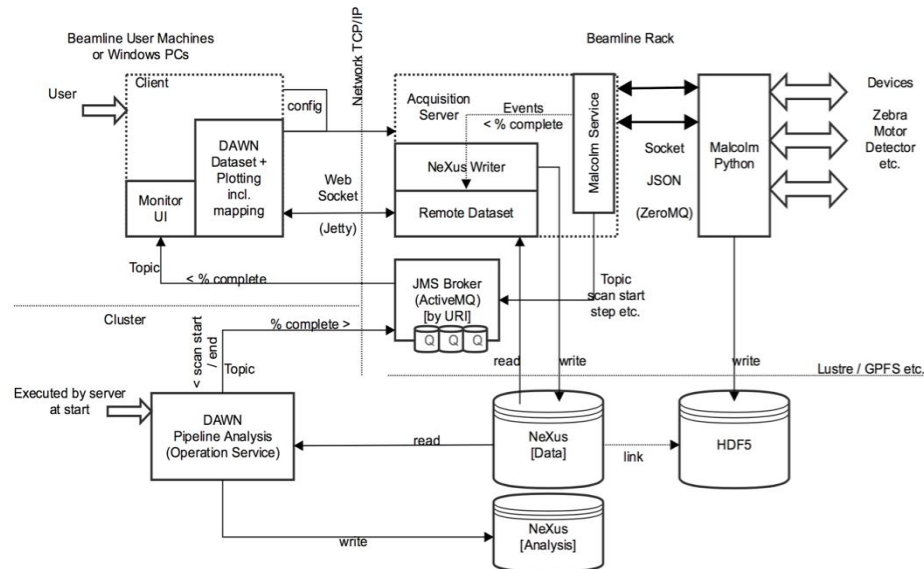 Beamline User Machines
or Windows PCs
Network TCP/IP
Beamline Rack
User
Client
config
DAWN
Dataset +
Plotting
incl.
mapping
Monitor
UI
Web
Socket
(Jetty)
Acquisition
Server
Events
< % complete
NeXus Writer
Remote Dataset
Malcolm Service
Socket
JSON
(ZeroMQ)
Malcolm
Python
Devices
Zebra
Motor
Detector
etc.
Topic
< % complete
JMS Broker
(ActiveMQ)
[by URI]
Q Q Q
Topic
scan start
step etc.
Cluster
% complete >
< scan start
/ end
Topic
read
write
write
Lustre / GPFS etc.
Executed by server
at start
DAWN
Pipeline Analysis
(Operation Service)
read
NeXus
[Data]
link
HDF5
write
NeXus
[Analysis]